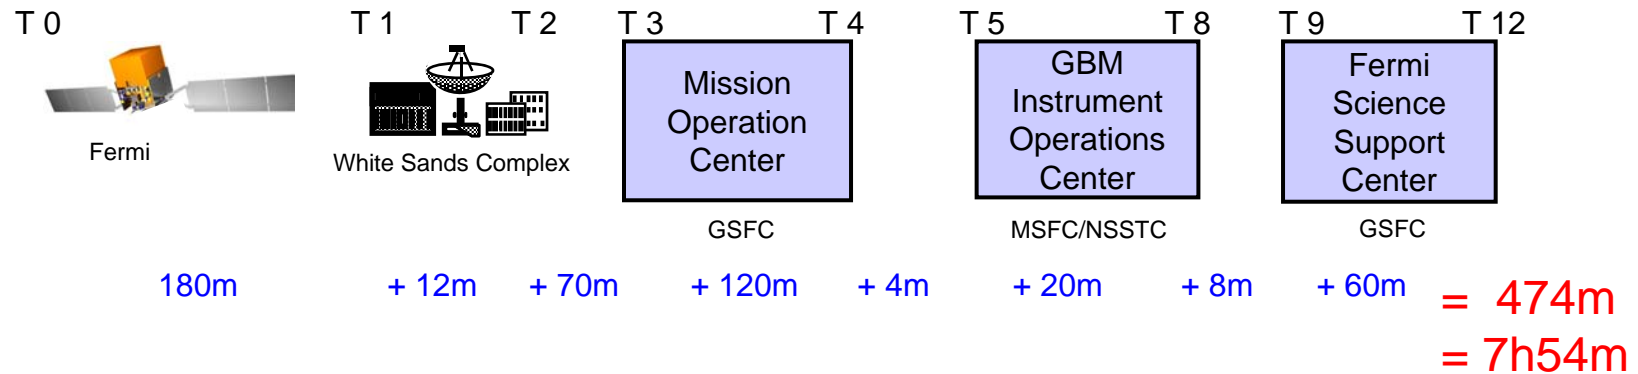 T 0 T 1 T 2 T 3 T 4 T 5 T 8 T 9 T 12
Fermi
White Sands Complex
Mission
Operation
Center
GSFC
GBM
Instrument
Operations
Center
MSFC/NSSTC
Fermi
Science
Support
Center
GSFC
180m + 12m + 70m + 120m + 4m + 20m + 8m + 60m = 474m
= 7h54m